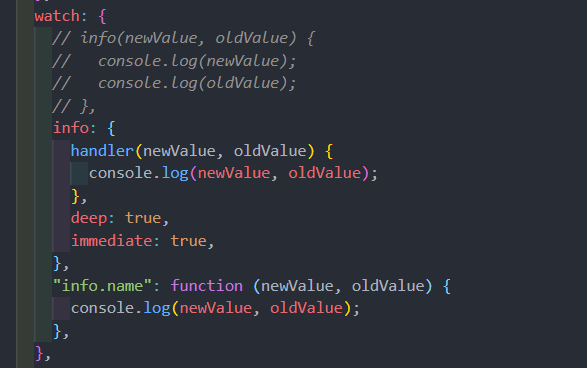 watch: {
// info(newValue, oldValue) {
//   console.log(newValue);
//   console.log(oldValue);
// },
info: {
handler(newValue, oldValue) {
console.log(newValue, oldValue);
},
deep: true,
immediate: true,
},
"info.name": function (newValue, oldValue) {
console.log(newValue, oldValue);
},
},